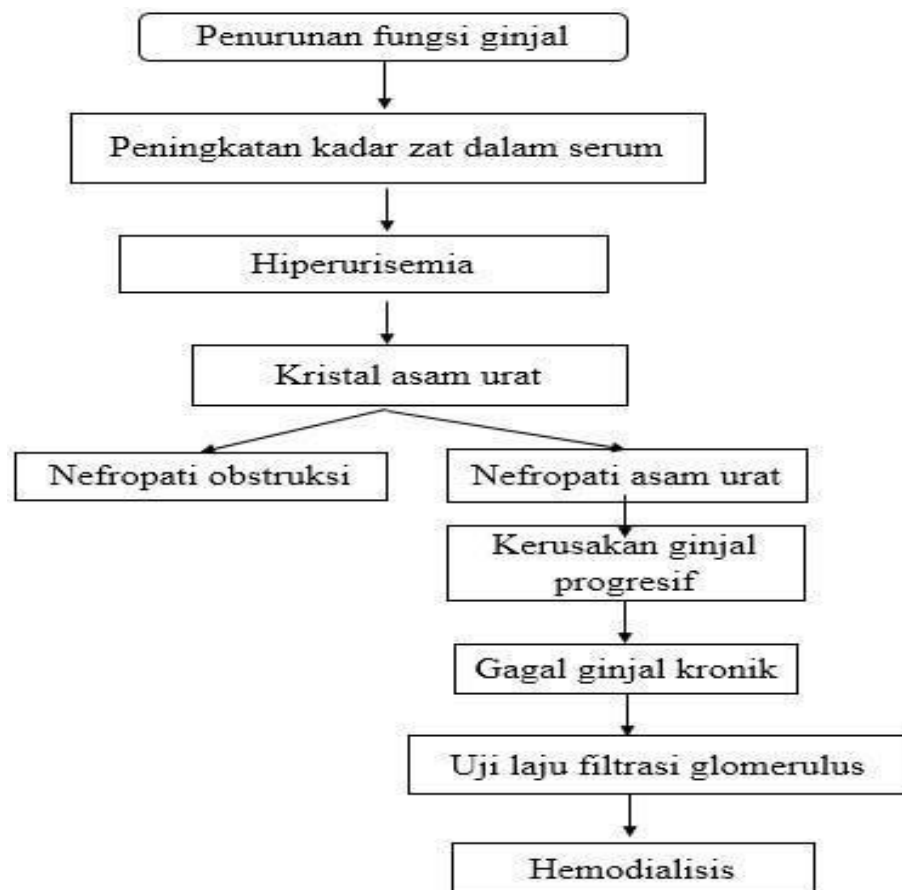 Penurunan fungsi ginjal
Peningkatan kadar zat dalam serum
Hiperurisemia
Kristal asam urat
Nefropati obstruksi
Nefropati asam urat
Kerusakan ginjal
progresif
Gagal ginjal kronik
Uji laju filtrasi glomerulus
Hemodialisis